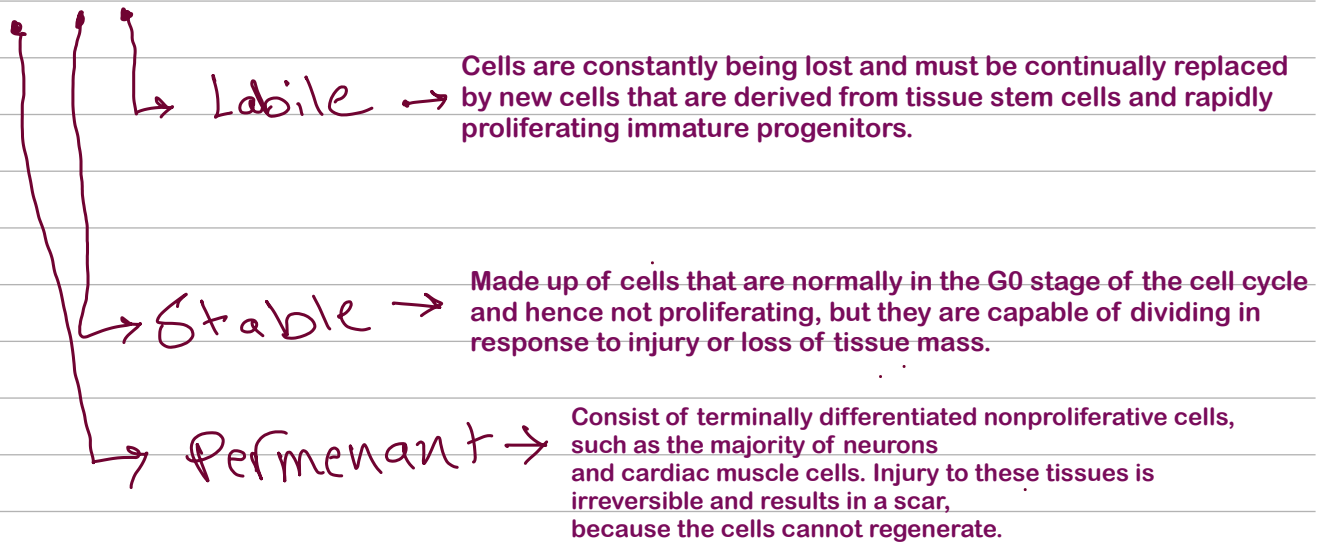 Labile → Cells are constantly being lost and must be continually replaced
by new cells that are derived from tissue stem cells and rapidly
proliferating immature progenitors.
Stable → Made up of cells that are normally in the G0 stage of the cell cycle
and hence not proliferating, but they are capable of dividing in
response to injury or loss of tissue mass.
Permenant → Consist of terminally differentiated nonproliferative cells,
such as the majority of neurons
and cardiac muscle cells. Injury to these tissues is
irreversible and results in a scar,
because the cells cannot regenerate.